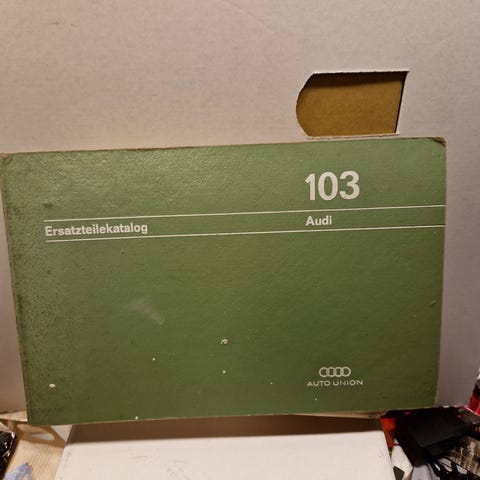 103
Ersatzteilekatalog Audi
AUTO UNION